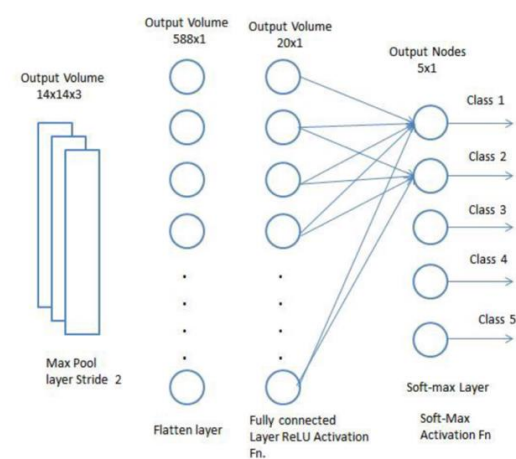 Output Volume
588x1
Output Volume
20x1
Output Nodes
5x1
Output Volume
14x14x3
Class 1
Class 2
Class 3
Class 4
Class 5
Max Pool
layer Stride 2
Flatten layer
Fully connected
Layer ReLU Activation
Fn.
Soft-max Layer
Soft-Max
Activation Fn